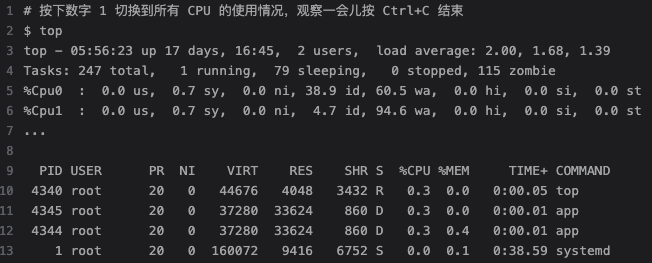 1 # 按下数字 1 切换到所有 CPU 的使用情况，观察一会儿按 Ctrl+C 结束
2 $ top
3 top - 05:56:23 up 17 days, 16:45,  2 users,  load average: 2.00, 1.68, 1.39
4 Tasks: 247 total,   1 running,  79 sleeping,   0 stopped, 115 zombie
5 %Cpu0  :  0.0 us,  0.7 sy,  0.0 ni, 38.9 id, 60.5 wa,  0.0 hi,  0.0 si,  0.0 st
6 %Cpu1  :  0.0 us,  0.7 sy,  0.0 ni,  4.7 id, 94.6 wa,  0.0 hi,  0.0 si,  0.0 st
7 ...
8
9   PID USER      PR  NI    VIRT    RES    SHR S  %CPU %MEM     TIME+ COMMAND
10  4340 root      20   0   44676   4048   3432 R   0.3  0.0   0:00.05 top
11  4345 root      20   0   37280  33624    860 D   0.3  0.0   0:00.01 app
12  4344 root      20   0   37280  33624    860 D   0.3  0.4   0:00.01 app
13     1 root      20   0  160072   9416   6752 S   0.0  0.1   0:38.59 systemd